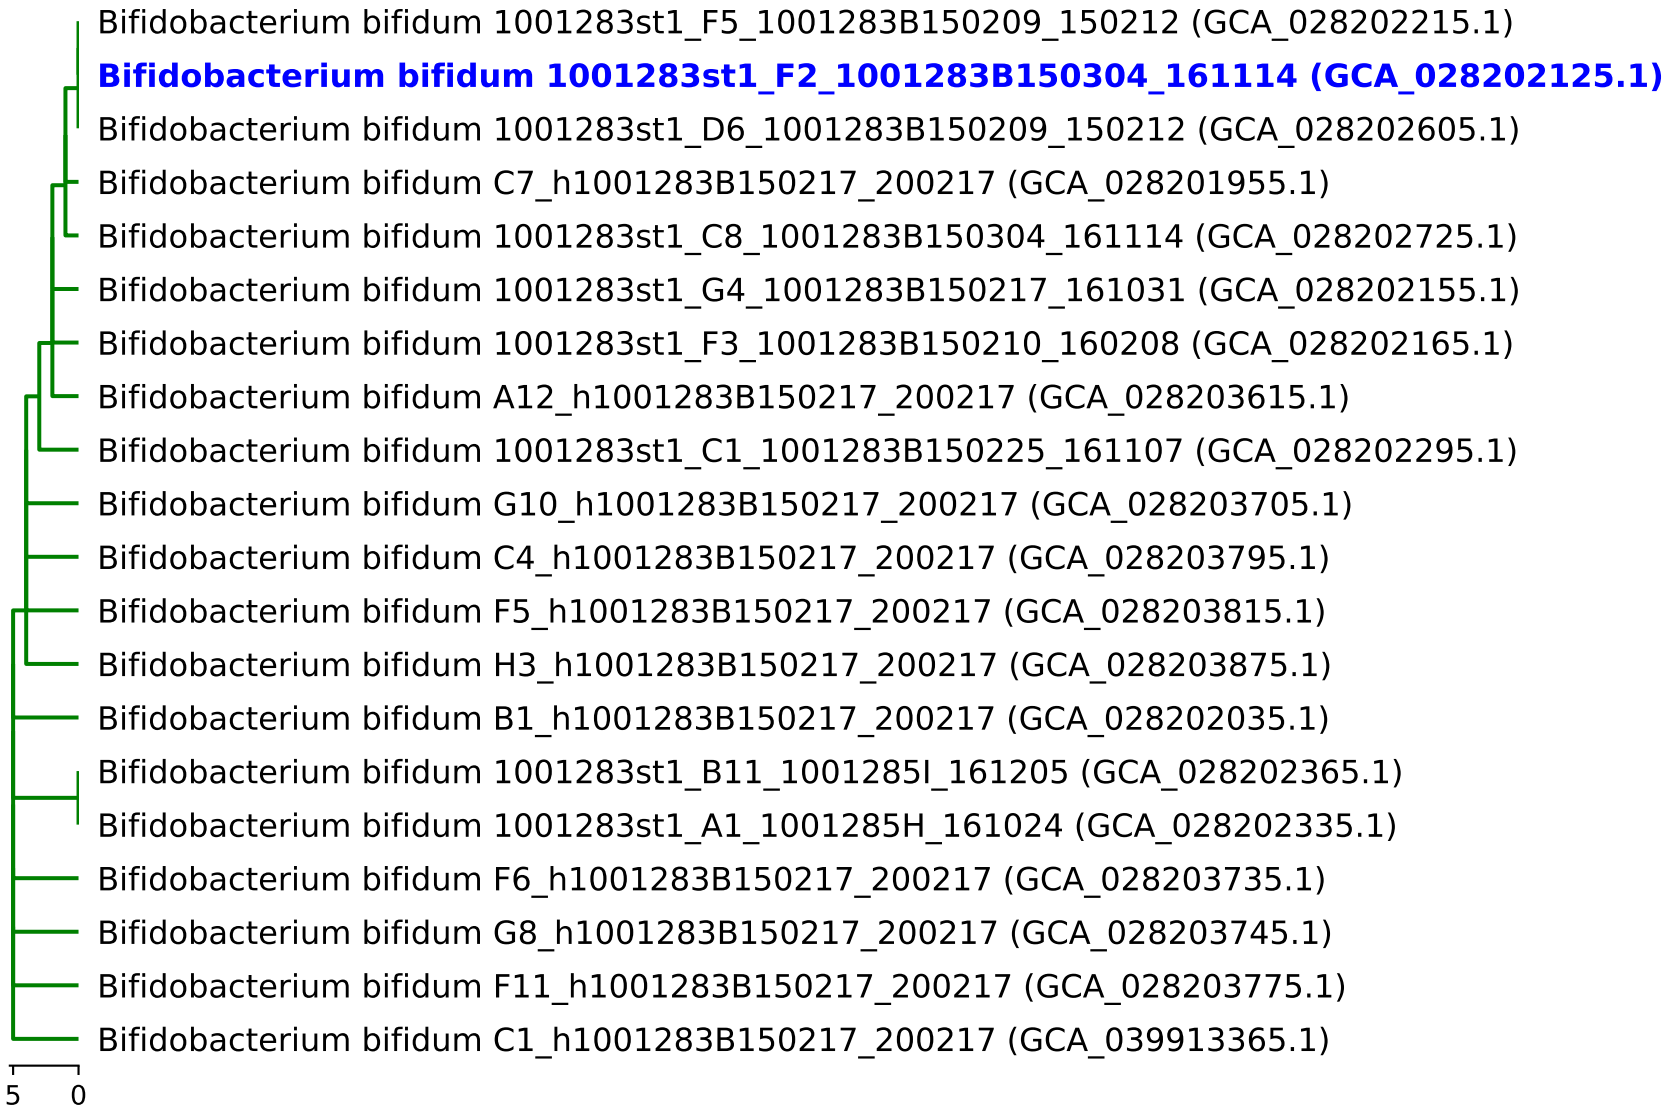 Bifidobacterium bifidum 1001283st1_F5_1001283B150209_150212 (GCA_028202215.1)
Bifidobacterium bifidum 1001283st1_F2_1001283B150304_161114 (GCA_028202125.1)
Bifidobacterium bifidum 1001283st1_D6_1001283B150209_150212 (GCA_028202605.1)
Bifidobacterium bifidum C7_h1001283B150217_200217 (GCA_028201955.1)
Bifidobacterium bifidum 1001283st1_C8_1001283B150304_161114 (GCA_028202725.1)
Bifidobacterium bifidum 1001283st1_G4_1001283B150217_161031 (GCA_028202155.1)
Bifidobacterium bifidum 1001283st1_F3_1001283B150210_160208 (GCA_028202165.1)
Bifidobacterium bifidum A12_h1001283B150217_200217 (GCA_028203615.1)
Bifidobacterium bifidum 1001283st1_C1_1001283B150225_161107 (GCA_028202295.1)
Bifidobacterium bifidum G10_h1001283B150217_200217 (GCA_028203705.1)
Bifidobacterium bifidum C4_h1001283B150217_200217 (GCA_028203795.1)
Bifidobacterium bifidum F5_h1001283B150217_200217 (GCA_028203815.1)
Bifidobacterium bifidum H3_h1001283B150217_200217 (GCA_028203875.1)
Bifidobacterium bifidum B1_h1001283B150217_200217 (GCA_028202035.1)
Bifidobacterium bifidum 1001283st1_B11_1001285I_161205 (GCA_028202365.1)
Bifidobacterium bifidum 1001283st1_A1_1001285H_161024 (GCA_028202335.1)
Bifidobacterium bifidum F6_h1001283B150217_200217 (GCA_028203735.1)
Bifidobacterium bifidum G8_h1001283B150217_200217 (GCA_028203745.1)
Bifidobacterium bifidum F11_h1001283B150217_200217 (GCA_028203775.1)
Bifidobacterium bifidum C1_h1001283B150217_200217 (GCA_039913365.1)
5 0